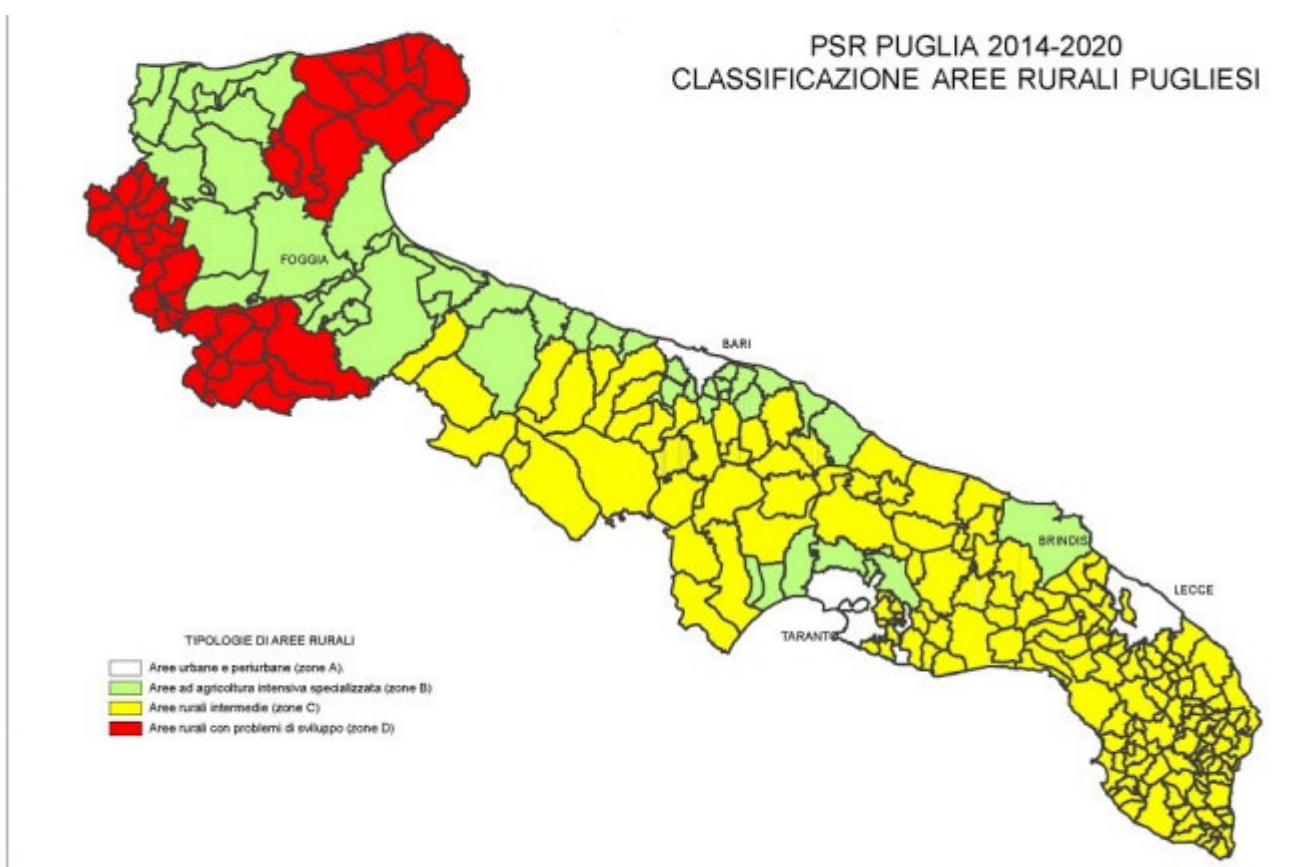 PSR PUGLIA 2014-2020
CLASSIFICAZIONE AREE RURALI PUGLIESI
FOGGIA
BARI
BRINDIS
LECCE
TARANTO
TIPOLOGIE DI AREE RURALI
Aree urbane e periurbane (zone A).
Aree ad agricoltura intensiva specializzata (zone B)
Aree rurali intermedie (zone C)
Aree rurali con problemi di sviluppo (zone D)